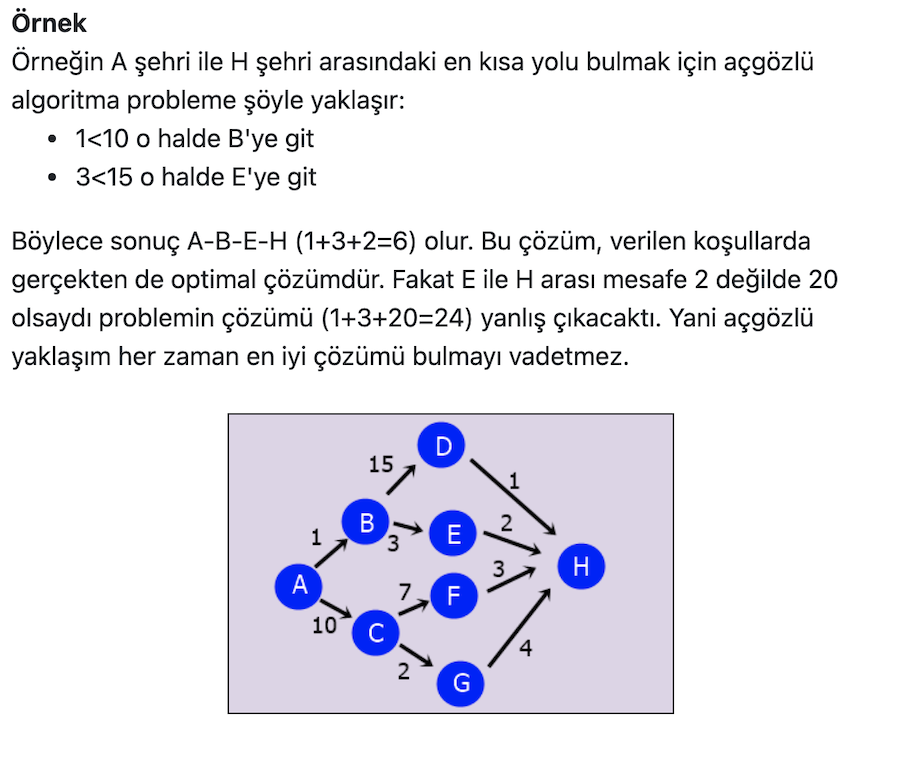 Örnek
Örneğin A şehri ile H şehri arasındaki en kısa yolu bulmak için açgözlü
algoritma probleme şöyle yaklaşır:
• 1<10 o halde B'ye git
• 3<15 o halde E'ye git
Böylece sonuç A-B-E-H (1+3+2=6) olur. Bu çözüm, verilen koşullarda
gerçekten de optimal çözümdür. Fakat E ile H arası mesafe 2 değilde 20
olsaydı problemin çözümü (1+3+20=24) yanlış çıkacaktı. Yani açgözlü
yaklaşım her zaman en iyi çözümü bulmayı vadetmez.
D
15
1
B
2
E
1
3
H
3
A
7
F
10
C
4
2
G